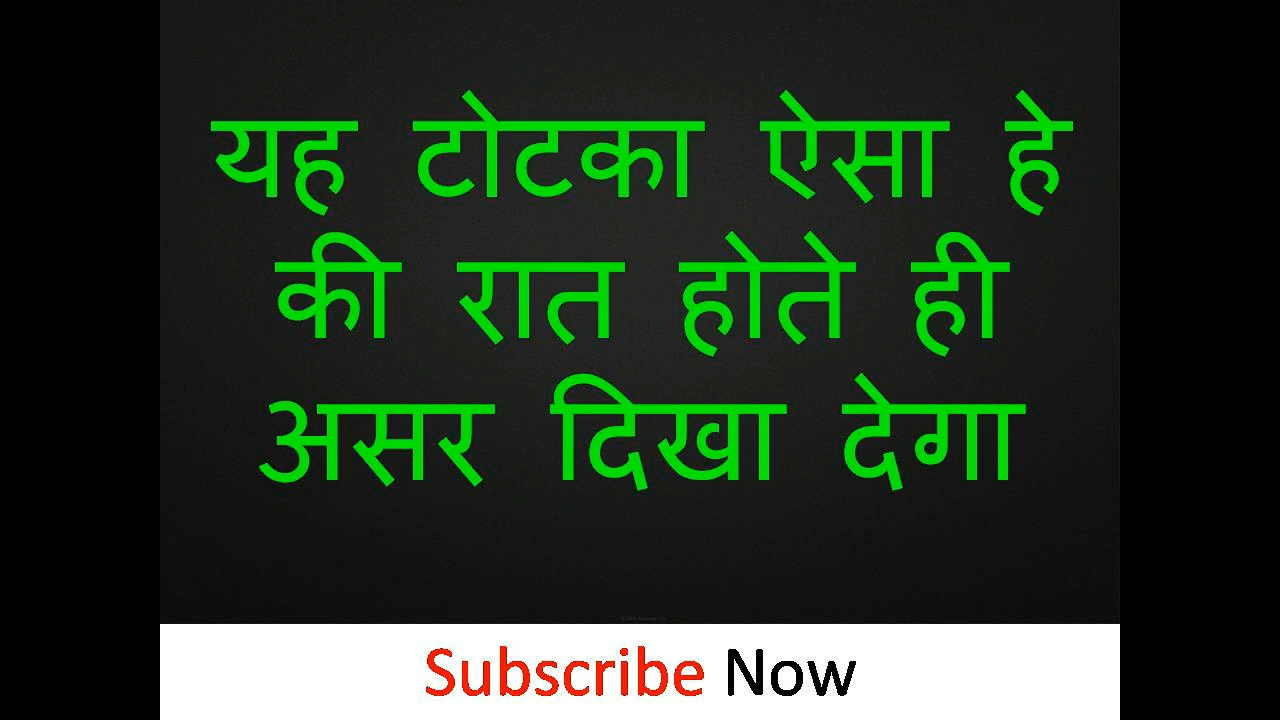 यह टोटका ऐसा हे
की रात होते ही
असर दिखा देगा
Subscribe Now